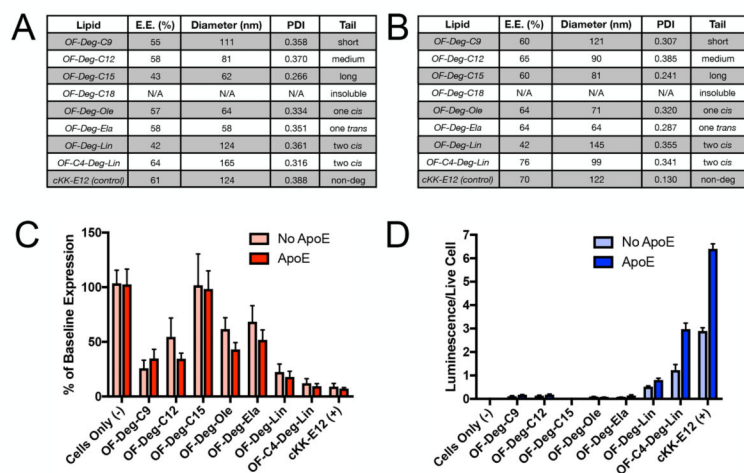 A
Lipid E.E. (%) Diameter (nm) PDI Tail
OF-Deg-C9 55 111 0.358 short
OF-Deg-C12 58 81 0.370 medium
OF-Deg-C15 43 62 0.266 long
OF-Deg-C18 N/A N/A N/A insoluble
OF-Deg-Ole 57 64 0.334 one cis
OF-Deg-Ela 58 58 0.351 one trans
OF-Deg-Lin 42 124 0.361 two cis
OF-C4-Deg-Lin 64 165 0.316 two cis
cKK-E12 (control) 61 124 0.388 non-deg
B
Lipid E.E. (%) Diameter (nm) PDI Tail
OF-Deg-C9 60 121 0.307 short
OF-Deg-C12 65 90 0.385 medium
OF-Deg-C15 60 81 0.241 long
OF-Deg-C18 N/A N/A N/A insoluble
OF-Deg-Ole 64 71 0.320 one cis
OF-Deg-Ela 64 64 0.287 one trans
OF-Deg-Lin 42 145 0.355 two cis
OF-C4-Deg-Lin 76 99 0.341 two cis
cKK-E12 (control) 70 122 0.130 non-deg
C
% of Baseline Expression
150
100
50
0
No ApoE
ApoE
Cells Only (-)
OF-Deg-C9
OF-Deg-C12
OF-Deg-C15
OF-Deg-Ole
OF-Deg-Ela
OF-Deg-Lin
OF-C4-Deg-Lin
cKK-E12 (+)
D
Luminescence/Live Cell
7
6
5
4
3
2
1
0
No ApoE
ApoE
Cells Only (-)
OF-Deg-C9
OF-Deg-C12
OF-Deg-C15
OF-Deg-Ole
OF-Deg-Ela
OF-Deg-Lin
OF-C4-Deg-Lin
cKK-E12 (+)